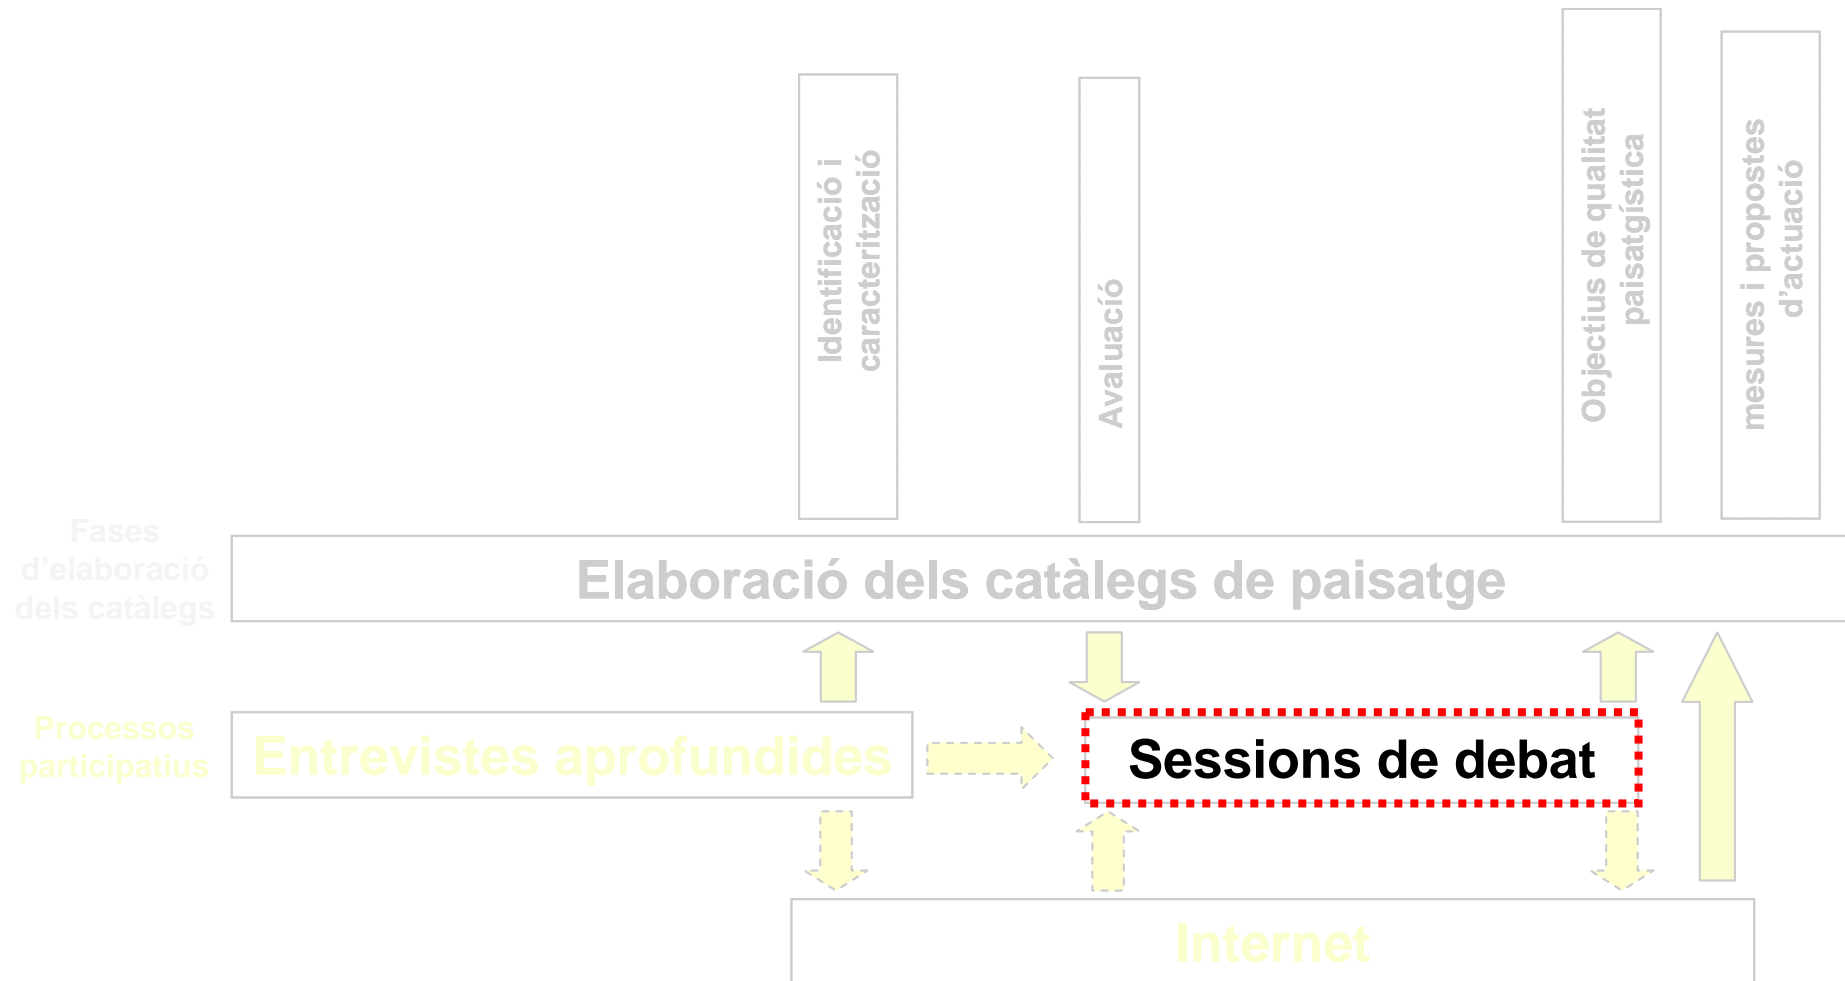 Identificació i
caracterització
Avaluació
Objectius de qualitat
paisatgística
mesures i propostes
d'actuació
Fases
d'elaboració
dels catàlegs
Elaboració dels catàlegs de paisatge
Processos
participatius
Entrevistes aprofundides
Sessions de debat
Internet